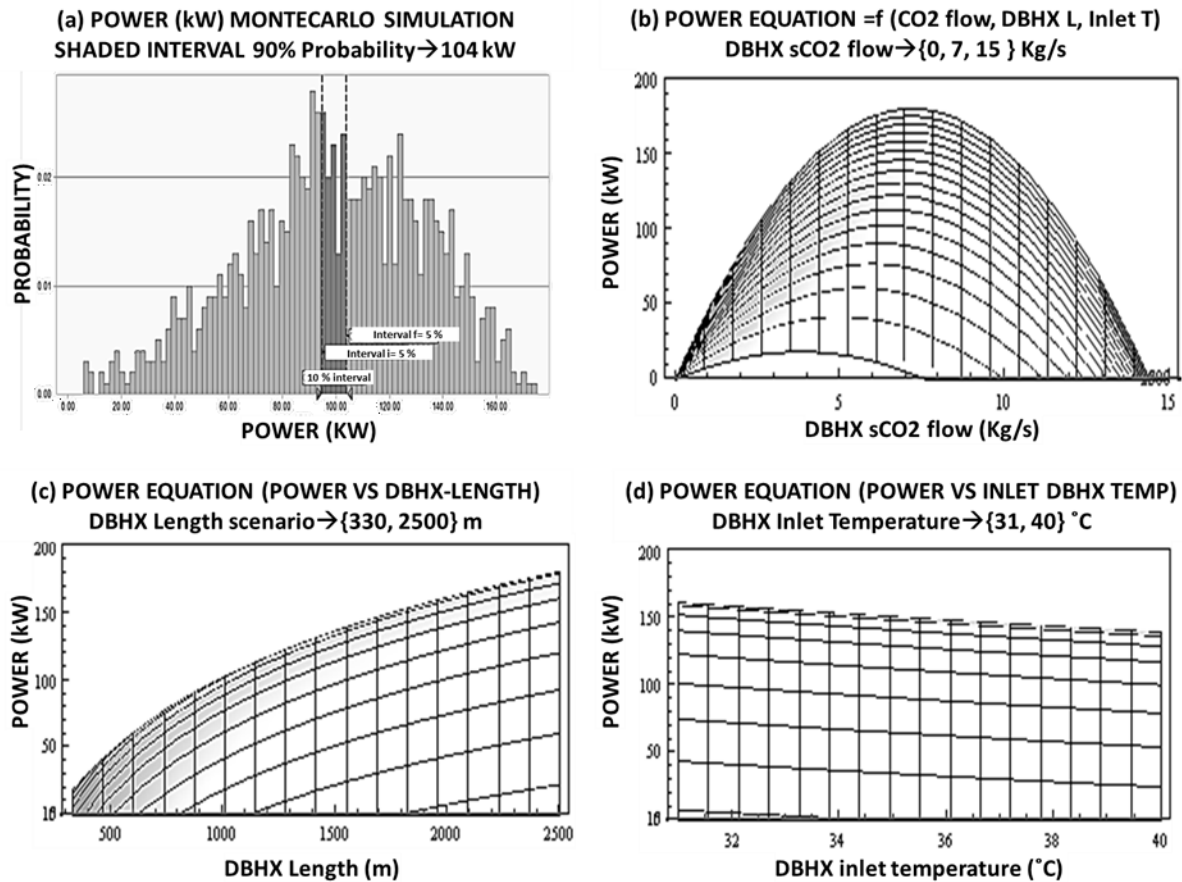 (a) POWER (kW) MONTECARLO SIMULATION
SHADED INTERVAL 90% Probability→104 kW
PROBABILITY
0.02
0.01
0.00
Interval f= 5 %
Interval i= 5 %
10 % interval
0.00 20.00 40.00 60.00 80.00 100.00 120.00 140.00 160.00
POWER (KW)
(b) POWER EQUATION =f (CO2 flow, DBHX L, Inlet T)
DBHX sCO2 flow→{0, 7, 15 } Kg/s
POWER (kW)
200
150
100
50
0
0 5 10 15
DBHX sCO2 flow (Kg/s)
(c) POWER EQUATION (POWER VS DBHX-LENGTH)
DBHX Length scenario→{330, 2500} m
POWER (kW)
200
150
100
50
500 1000 1500 2000 2500
DBHX Length (m)
(d) POWER EQUATION (POWER VS INLET DBHX TEMP)
DBHX Inlet Temperature→{31, 40} ˚C
POWER (kW)
200
150
100
50
32 34 36 38 40
DBHX inlet temperature (˚C)